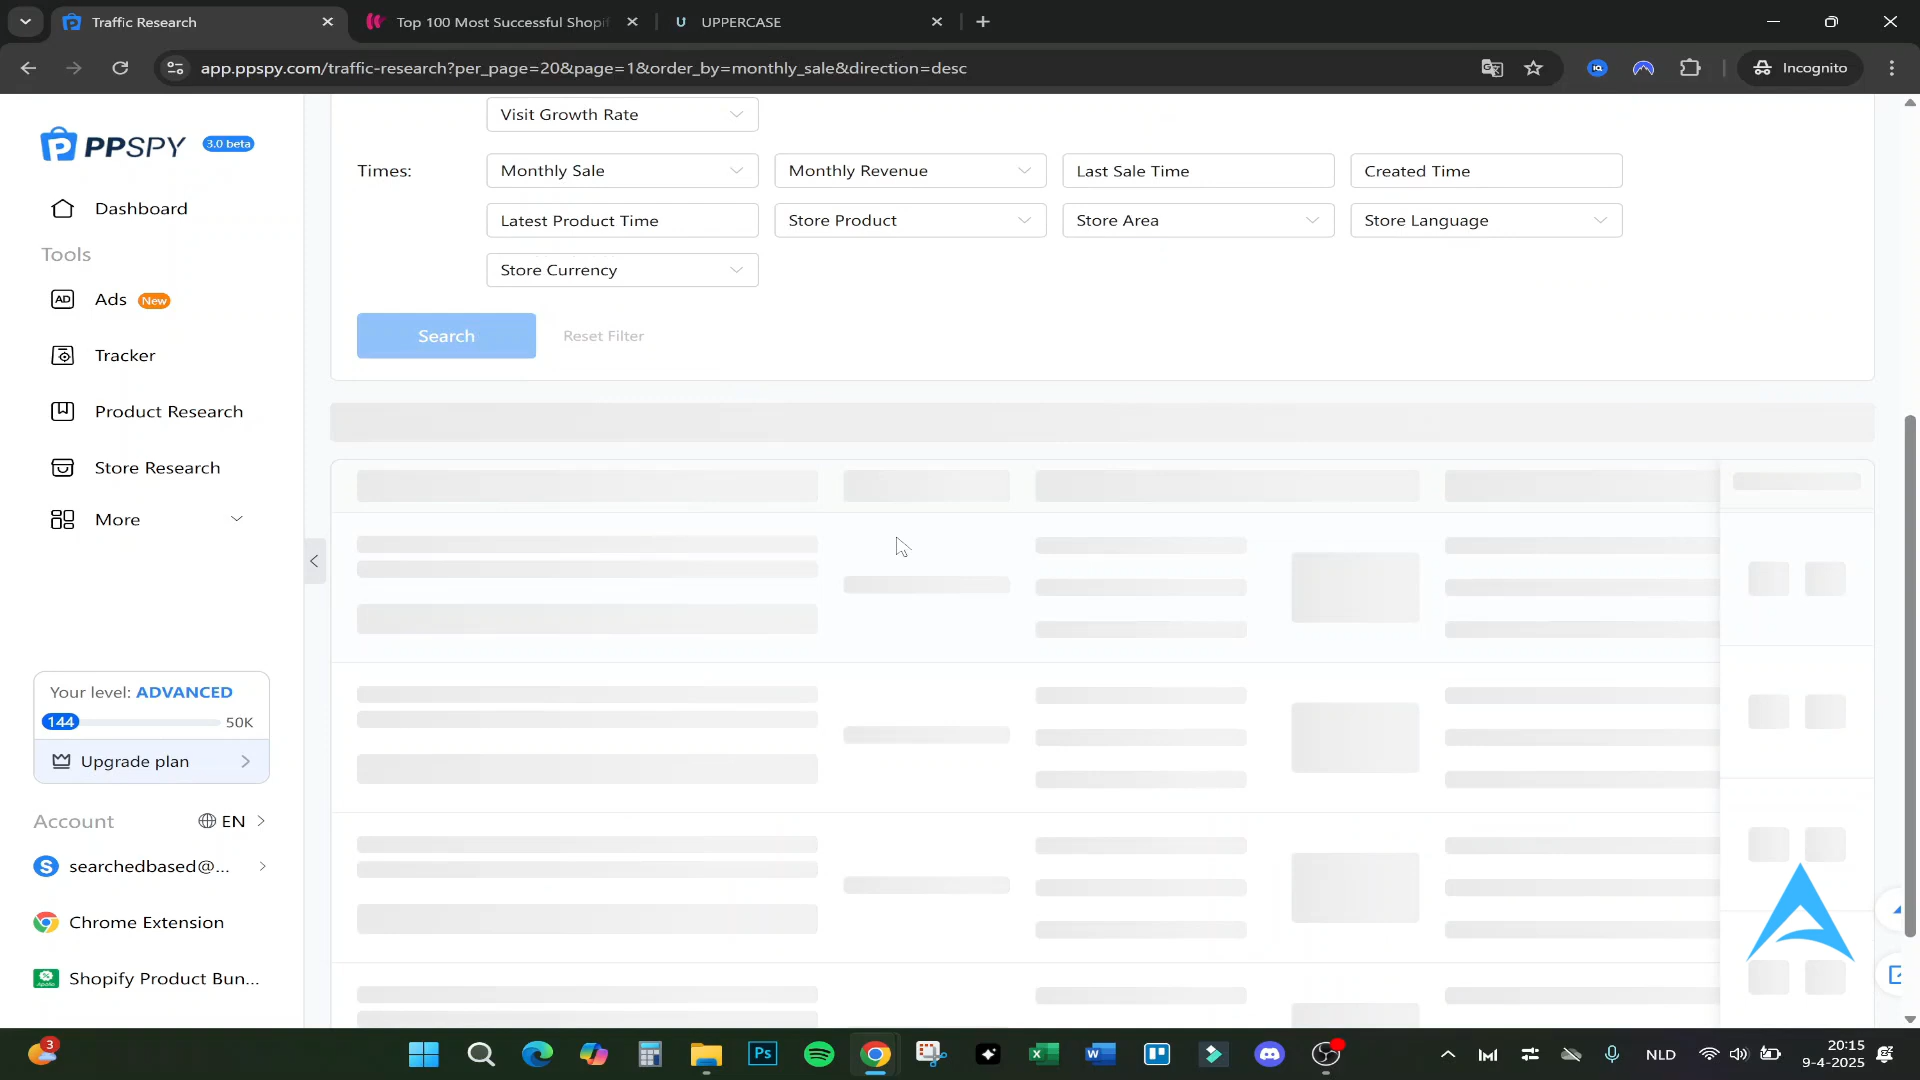 Traffic Research
Top 100 Most Successful Shopif
U UPPERCASE
app.ppspy.com/traffic-research?per_page=20&page=1&order_by=monthly_sale&direction=desc
IQ
Incognito
PPSPY
3.0 beta
Dashboard
Tools
AD Ads New
Tracker
Product Research
Store Research
More
Your level: ADVANCED
144 50K
Upgrade plan
Account EN
S searchedbased@...
Chrome Extension
Shopify Product Bun...
Visit Growth Rate
Times: Monthly Sale Monthly Revenue Last Sale Time Created Time
Latest Product Time Store Product Store Area Store Language
Store Currency
Search Reset Filter
3
Ps
NLD
20:15
9-4-2025